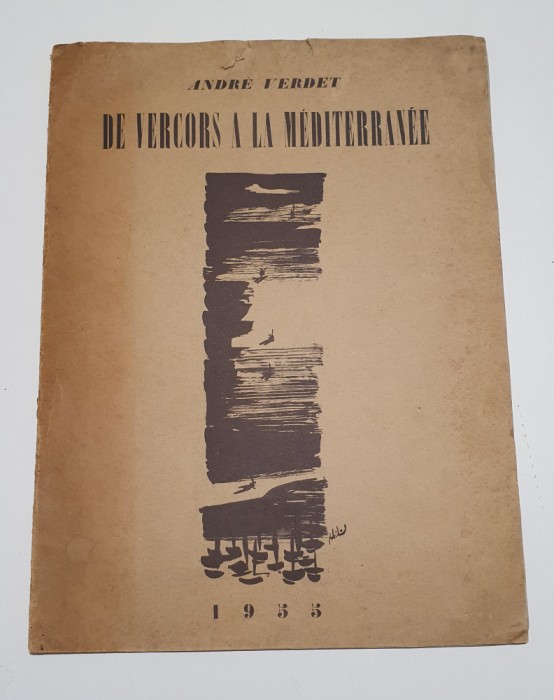 ANDRÉ VERDET
DE VERCORS A LA MÉDITERRANÉE
1955